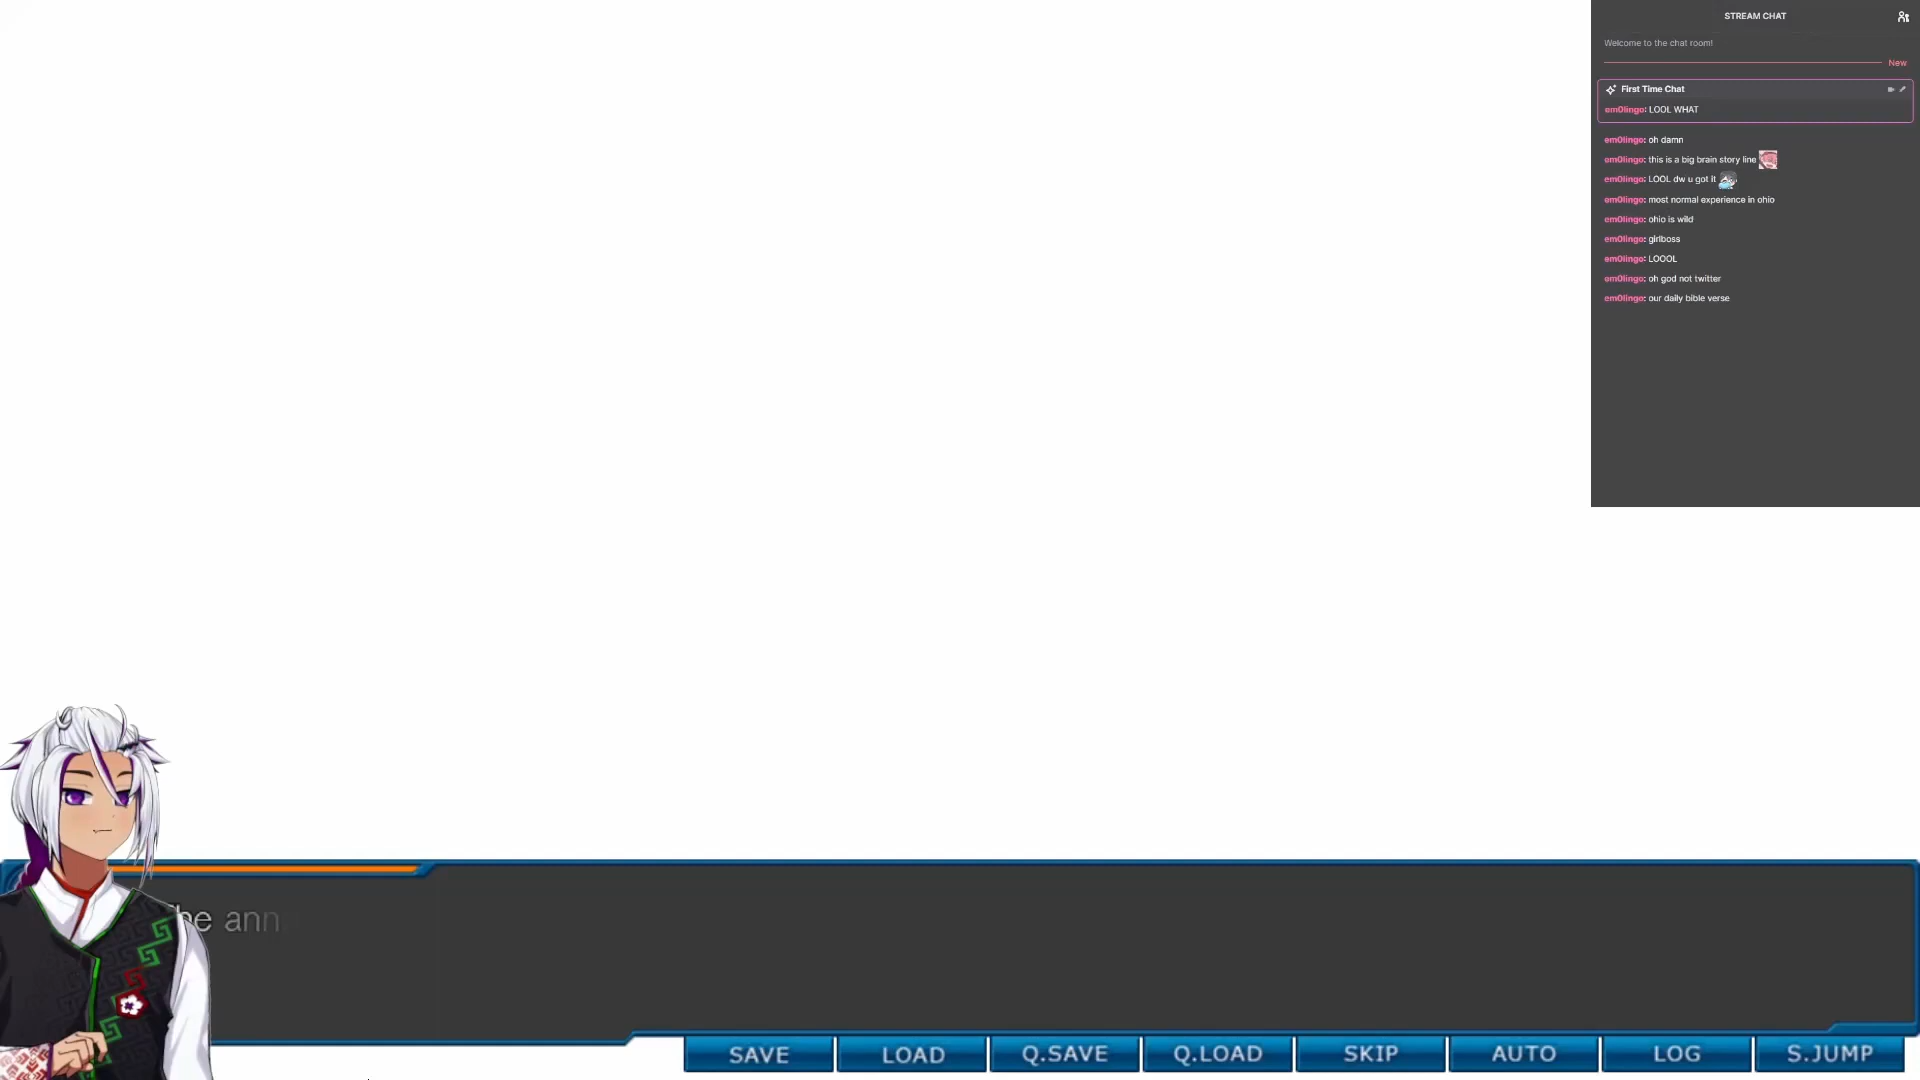 STREAM CHAT
Welcome to the chat room!
New
First Time Chat
em0lingo: LOOL WHAT
em0lingo: oh damn
em0lingo: this is a big brain story line
em0lingo: LOOL dw u got it
em0lingo: most normal experience in ohio
em0lingo: ohio is wild
em0lingo: girlboss
em0lingo: LOOOL
em0lingo: oh god not twitter
em0lingo: our daily bible verse
SAVE
LOAD
Q.SAVE
Q.LOAD
SKIP
AUTO
LOG
S.JUMP